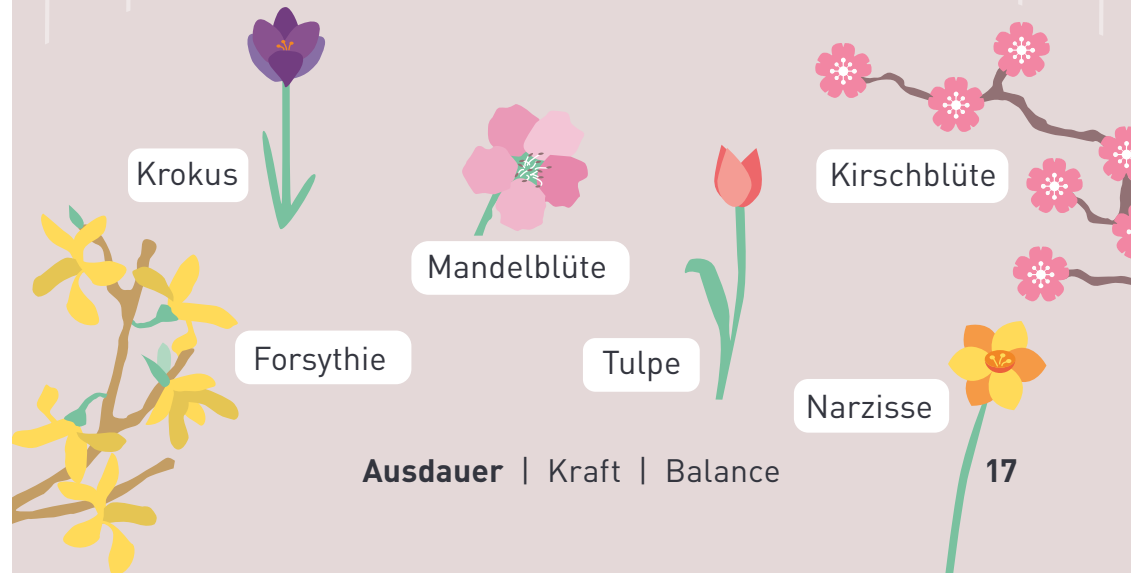 Krokus
Kirschblüte
Mandelblüte
Forsythie
Tulpe
Narzisse
Ausdauer | Kraft | Balance
17